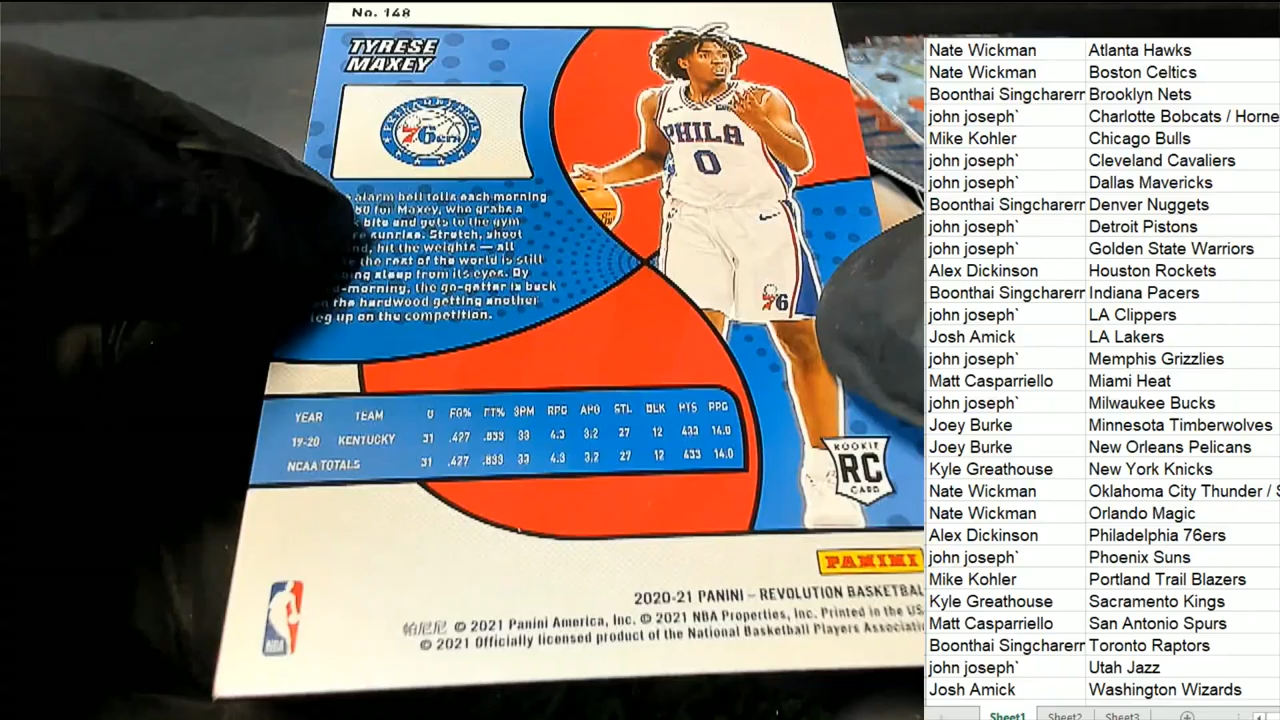 No. 148
TYRESE
MAXEY
76ers
PHILA
0
76
alarm bell tolls each morning
for Maxey, who grabs a
bite and gets to the gym
sunrise. Stretch, shoot
hit the weights — all
the rest of the world is still
sleep from its eyes. By
-morning, the go-getter is back
the hardwood getting another
leg up on the competition.
YEAR TEAM G FG% FT% 3PM RPG APG STL BLK PTS PPG
19-20 KENTUCKY 31 .427 .833 33 4.3 3.2 27 12 433 14.0
NCAA TOTALS 31 .427 .833 33 4.3 3.2 27 12 433 14.0
ROOKIE
RC
CARD
PANINI
2020-21 PANINI – REVOLUTION BASKETBAL
帕尼尼 © 2021 Panini America, Inc. © 2021 NBA Properties, Inc. Printed in the USA
© 2021 Officially licensed product of the National Basketball Players Associati
NBA
Nate Wickman Atlanta Hawks
Nate Wickman Boston Celtics
Boonthai Singcharerr Brooklyn Nets
john joseph` Charlotte Bobcats / Horne
Mike Kohler Chicago Bulls
john joseph` Cleveland Cavaliers
john joseph` Dallas Mavericks
Boonthai Singcharerr Denver Nuggets
john joseph` Detroit Pistons
john joseph` Golden State Warriors
Alex Dickinson Houston Rockets
Boonthai Singcharerr Indiana Pacers
john joseph` LA Clippers
Josh Amick LA Lakers
john joseph` Memphis Grizzlies
Matt Casparriello Miami Heat
john joseph` Milwaukee Bucks
Joey Burke Minnesota Timberwolves
Joey Burke New Orleans Pelicans
Kyle Greathouse New York Knicks
Nate Wickman Oklahoma City Thunder / S
Nate Wickman Orlando Magic
Alex Dickinson Philadelphia 76ers
john joseph` Phoenix Suns
Mike Kohler Portland Trail Blazers
Kyle Greathouse Sacramento Kings
Matt Casparriello San Antonio Spurs
Boonthai Singcharerr Toronto Raptors
john joseph` Utah Jazz
Josh Amick Washington Wizards
Sheet1 Sheet2 Sheet3